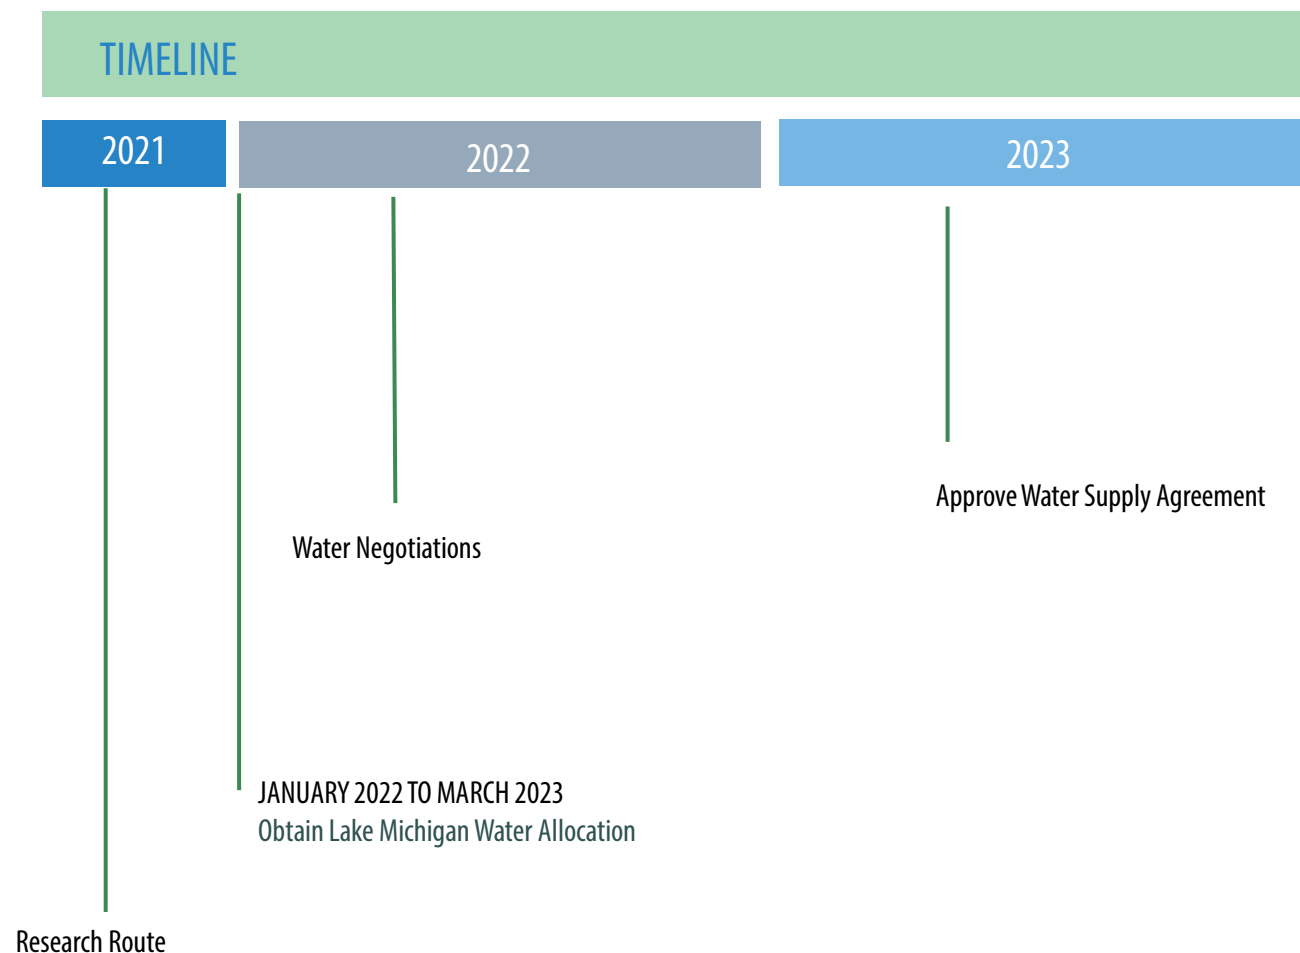 TIMELINE
2021
2022
2023
Approve Water Supply Agreement
Water Negotiations
JANUARY 2022 TO MARCH 2023
Obtain Lake Michigan Water Allocation
Research Route